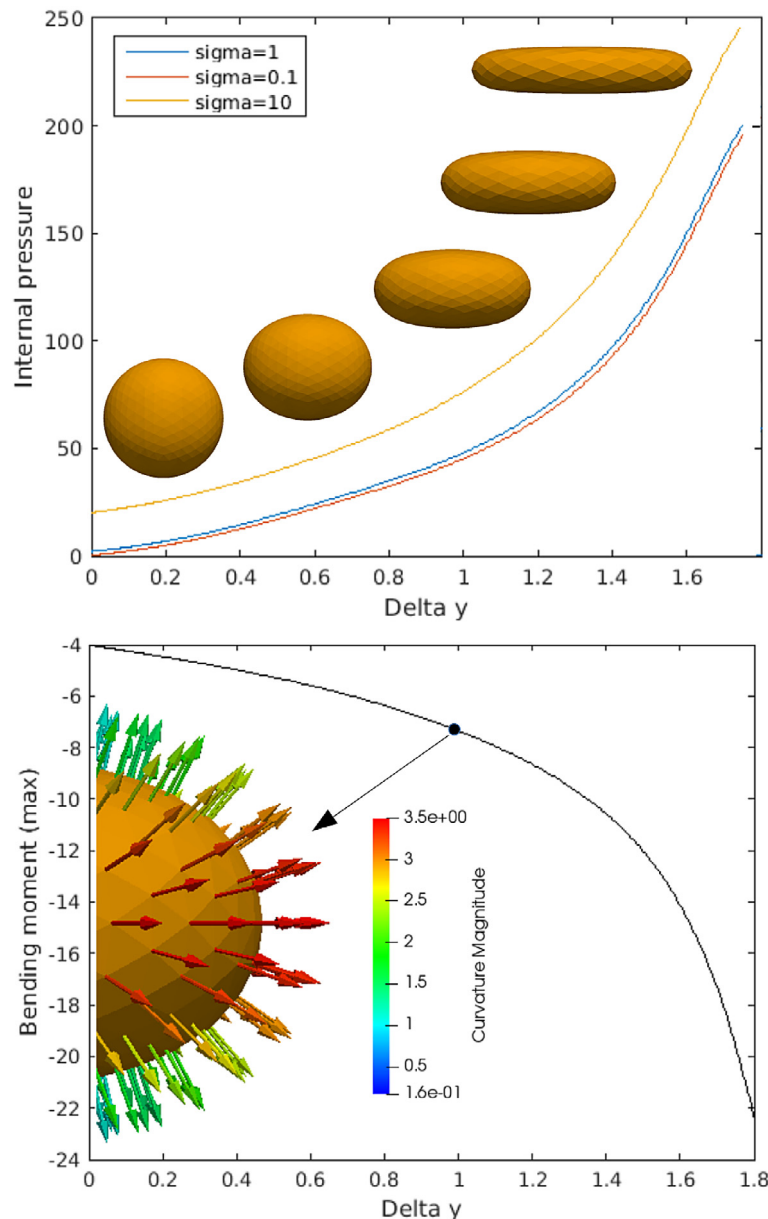 250
200
150
100
50
0
Internal pressure
sigma=1
sigma=0.1
sigma=10
0 0.2 0.4 0.6 0.8 1 1.2 1.4 1.6
Delta y
-4
-6
-8
-10
-12
-14
-16
-18
-20
-22
-24
Bending moment (max)
3.5e+00
3
2.5
2
1.5
1
0.5
1.6e-01
Curvature Magnitude
0 0.2 0.4 0.6 0.8 1 1.2 1.4 1.6 1.8
Delta y